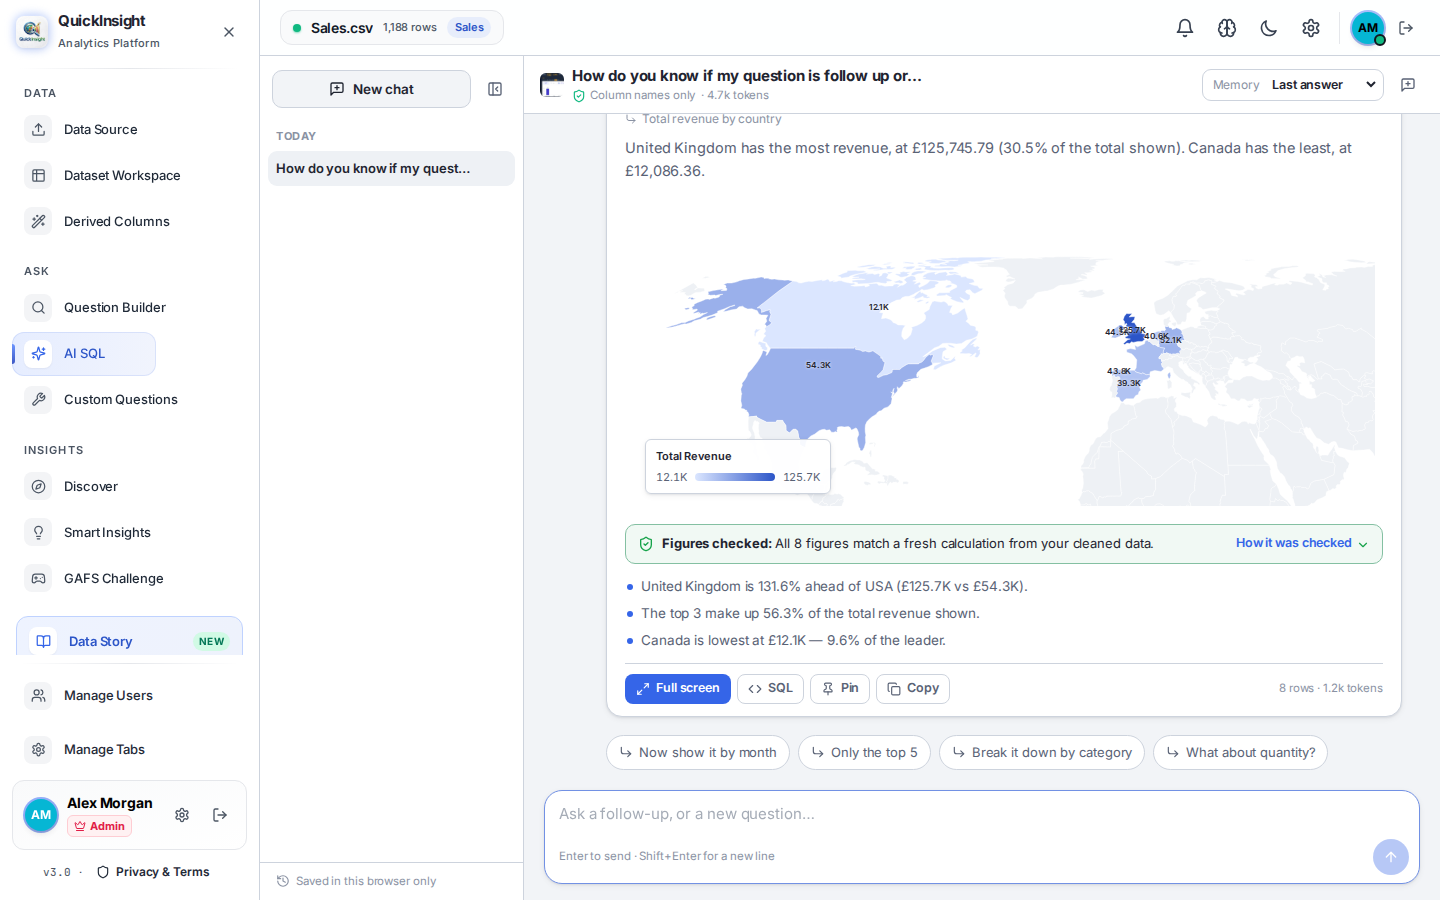 QuickInsight
Analytics Platform
DATA
Data Source
Dataset Workspace
Derived Columns
ASK
Question Builder
AI SQL
Custom Questions
INSIGHTS
Discover
Smart Insights
GAFS Challenge
Data Story NEW
Manage Users
Manage Tabs
AM Alex Morgan
Admin
v3.0 · Privacy & Terms
Sales.csv 1,188 rows Sales
AM
New chat
TODAY
How do you know if my quest...
Saved in this browser only
How do you know if my question is follow up or...
Column names only · 4.7k tokens
Memory Last answer
Total revenue by country
United Kingdom has the most revenue, at £125,745.79 (30.5% of the total shown). Canada has the least, at
£12,086.36.
12.1K
54.3K
125.7K
40.6K
32.1K
43.8K
39.3K
Total Revenue
12.1K 125.7K
Figures checked: All 8 figures match a fresh calculation from your cleaned data. How it was checked
United Kingdom is 131.6% ahead of USA (£125.7K vs £54.3K).
The top 3 make up 56.3% of the total revenue shown.
Canada is lowest at £12.1K — 9.6% of the leader.
Full screen SQL Pin Copy 8 rows · 1.2k tokens
Now show it by month Only the top 5 Break it down by category What about quantity?
Ask a follow-up, or a new question...
Enter to send · Shift+Enter for a new line